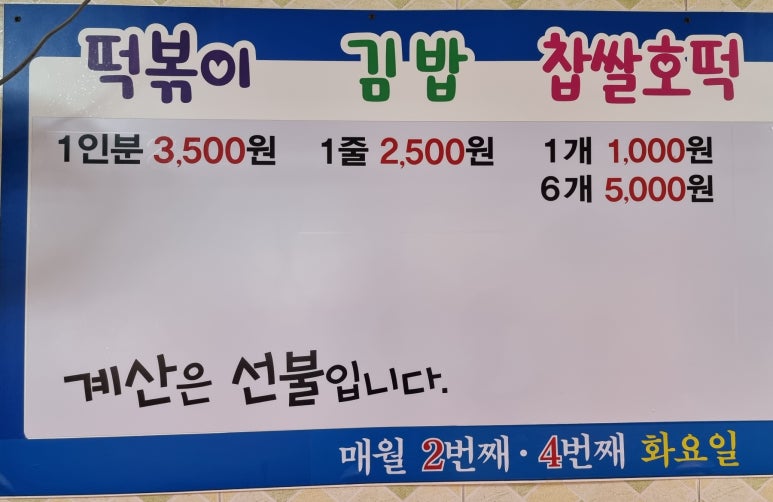 떡볶이 김밥 찹쌀호떡
1인분 3,500원 1줄 2,500원 1개 1,000원
6개 5,000원
계산은 선불입니다.
매월 2번째·4번째 화요일